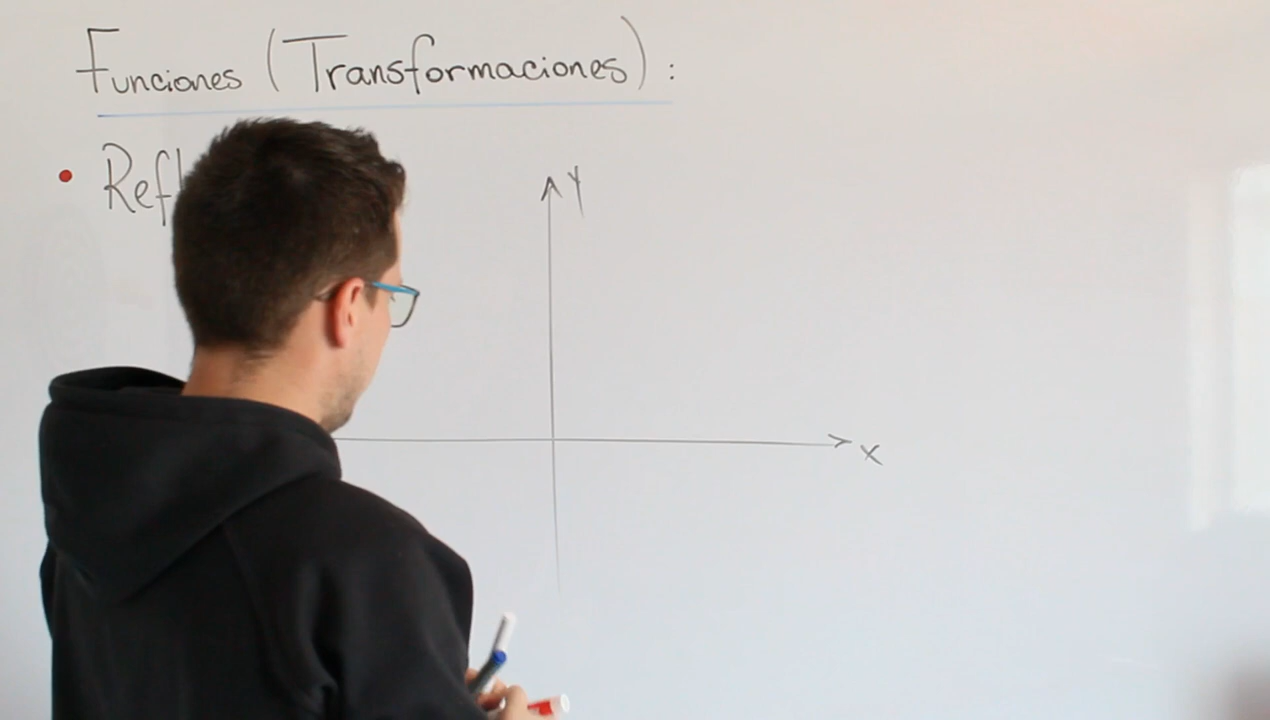 Funciones (Transformaciones) :
• Refl
Y
X